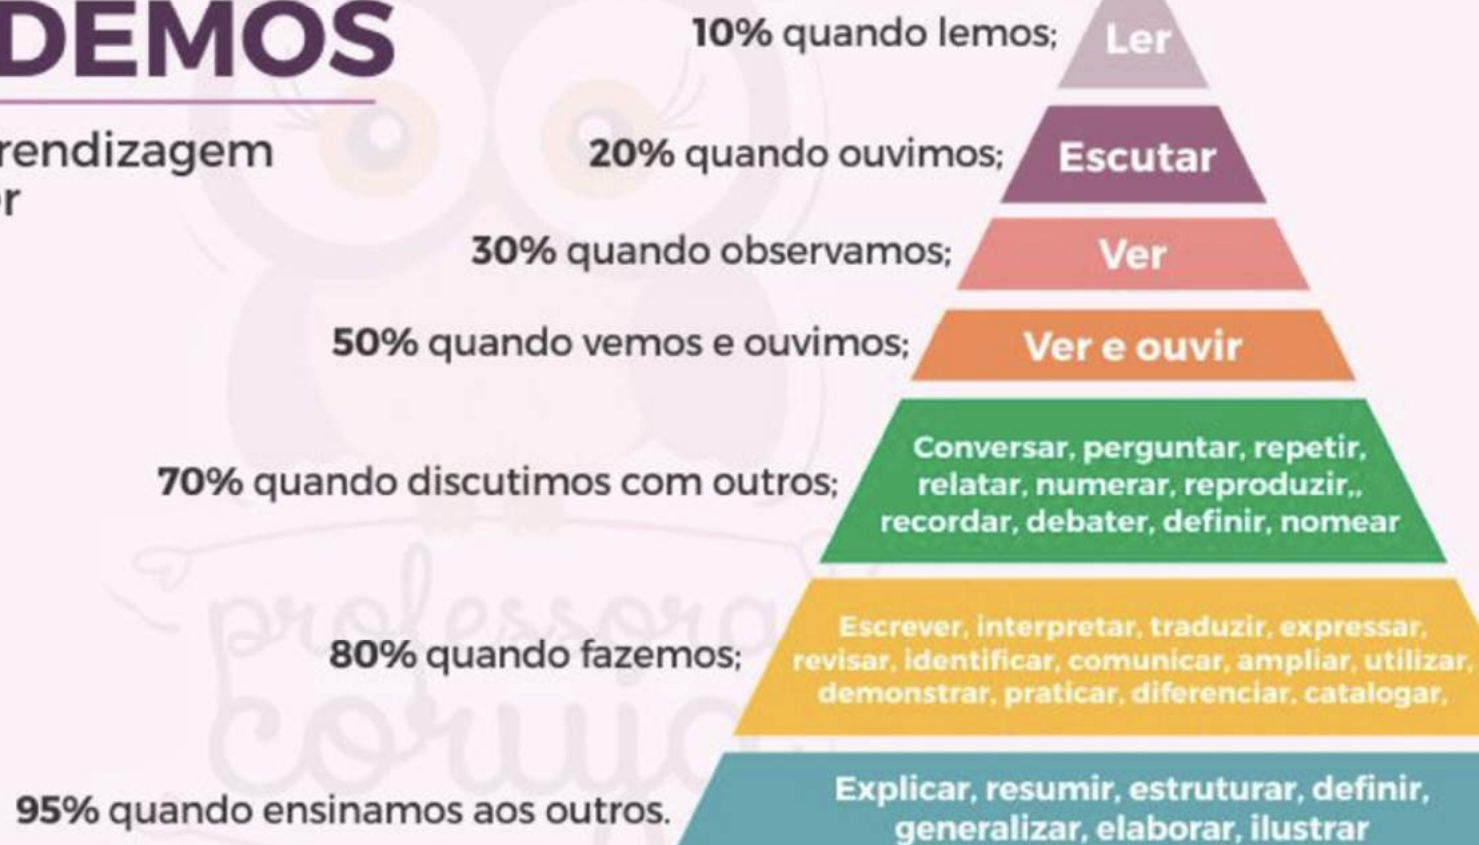 DEMOS
rendizagem
er
10% quando lemos;
Ler
20% quando ouvimos;
Escutar
30% quando observamos;
Ver
50% quando vemos e ouvimos;
Ver e ouvir
70% quando discutimos com outros;
Conversar, perguntar, repetir,
relatar, numerar, reproduzir,,
recordar, debater, definir, nomear
80% quando fazemos;
Escrever, interpretar, traduzir, expressar,
revisar, identificar, comunicar, ampliar, utilizar,
demonstrar, praticar, diferenciar, catalogar,
95% quando ensinamos aos outros.
Explicar, resumir, estruturar, definir,
generalizar, elaborar, ilustrar
professora
coruja